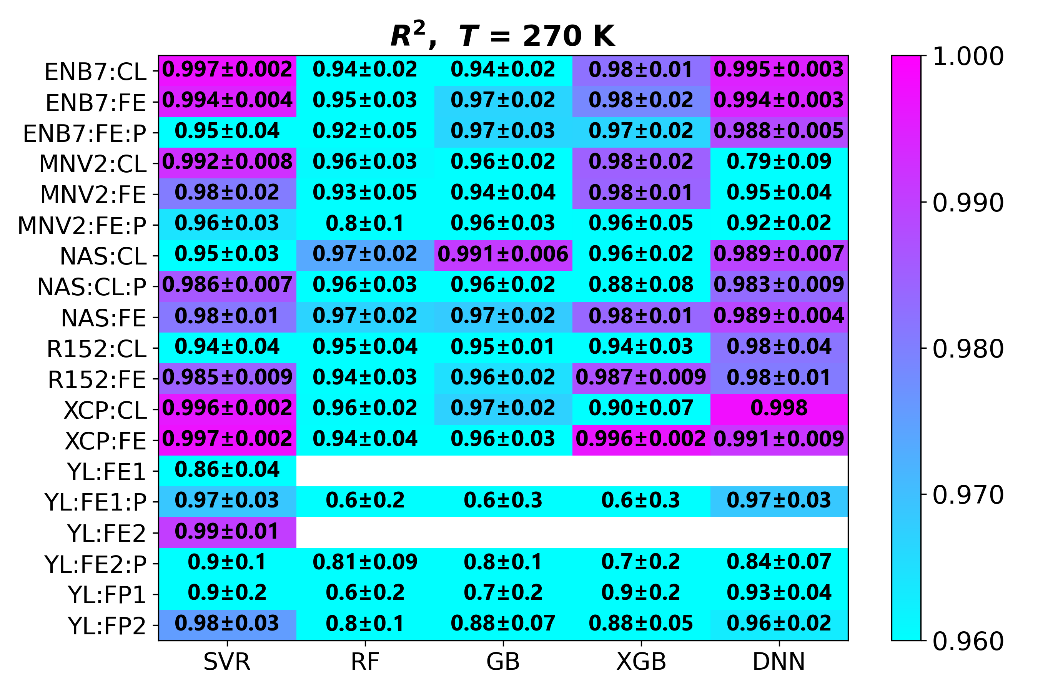 R², T = 270 K
ENB7:CL 0.997±0.002 0.94±0.02 0.94±0.02 0.98±0.01 0.995±0.003 1.000
ENB7:FE 0.994±0.004 0.95±0.03 0.97±0.02 0.98±0.02 0.994±0.003
ENB7:FE:P 0.95±0.04 0.92±0.05 0.97±0.03 0.97±0.02 0.988±0.005
MNV2:CL 0.992±0.008 0.96±0.03 0.96±0.02 0.98±0.02 0.79±0.09
MNV2:FE 0.98±0.02 0.93±0.05 0.94±0.04 0.98±0.01 0.95±0.04 0.990
MNV2:FE:P 0.96±0.03 0.8±0.1 0.96±0.03 0.96±0.05 0.92±0.02
NAS:CL 0.95±0.03 0.97±0.02 0.991±0.006 0.96±0.02 0.989±0.007
NAS:CL:P 0.986±0.007 0.96±0.03 0.96±0.02 0.88±0.08 0.983±0.009
NAS:FE 0.98±0.01 0.97±0.02 0.97±0.02 0.98±0.01 0.989±0.004
R152:CL 0.94±0.04 0.95±0.04 0.95±0.01 0.94±0.03 0.98±0.04 0.980
R152:FE 0.985±0.009 0.94±0.03 0.96±0.02 0.987±0.009 0.98±0.01
XCP:CL 0.996±0.002 0.96±0.02 0.97±0.02 0.90±0.07 0.998
XCP:FE 0.997±0.002 0.94±0.04 0.96±0.03 0.996±0.002 0.991±0.009
YL:FE1 0.86±0.04
YL:FE1:P 0.97±0.03 0.6±0.2 0.6±0.3 0.6±0.3 0.97±0.03 0.970
YL:FE2 0.99±0.01
YL:FE2:P 0.9±0.1 0.81±0.09 0.8±0.1 0.7±0.2 0.84±0.07
YL:FP1 0.9±0.2 0.6±0.2 0.7±0.2 0.9±0.2 0.93±0.04
YL:FP2 0.98±0.03 0.8±0.1 0.88±0.07 0.88±0.05 0.96±0.02 0.960
SVR RF GB XGB DNN